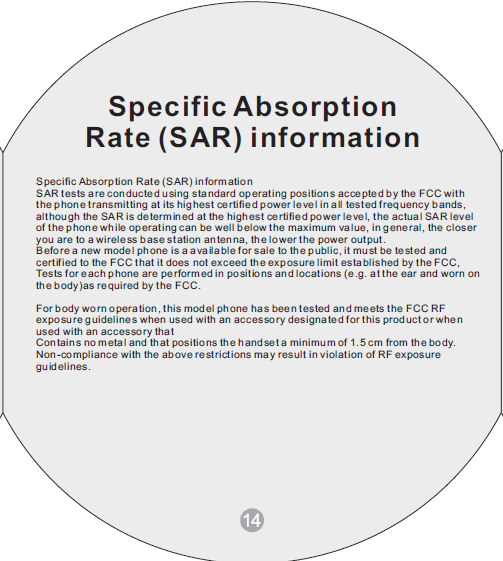 Specific Absorption
Rate (SAR) information
Specific Absorption Rate (SAR) information
SAR tests are conducted using standard operating positions accepted by the FCC with
the phone transmitting at its highest certified power level in all tested frequency bands,
although the SAR is determined at the highest certified power level, the actual SAR level
of the phone while operating can be well below the maximum value, in general, the closer
you are to a wireless base station antenna, the lower the power output.
Before a new model phone is a available for sale to the public, it must be tested and
certified to the FCC that it does not exceed the exposure limit established by the FCC,
Tests for each phone are performed in positions and locations (e.g. at the ear and worn on
the body)as required by the FCC.
For body worn operation, this model phone has been tested and meets the FCC RF
exposure guidelines when used with an accessory designated for this product or when
used with an accessory that
Contains no metal and that positions the handset a minimum of 1.5 cm from the body.
Non-compliance with the above restrictions may result in violation of RF exposure
guidelines.
14